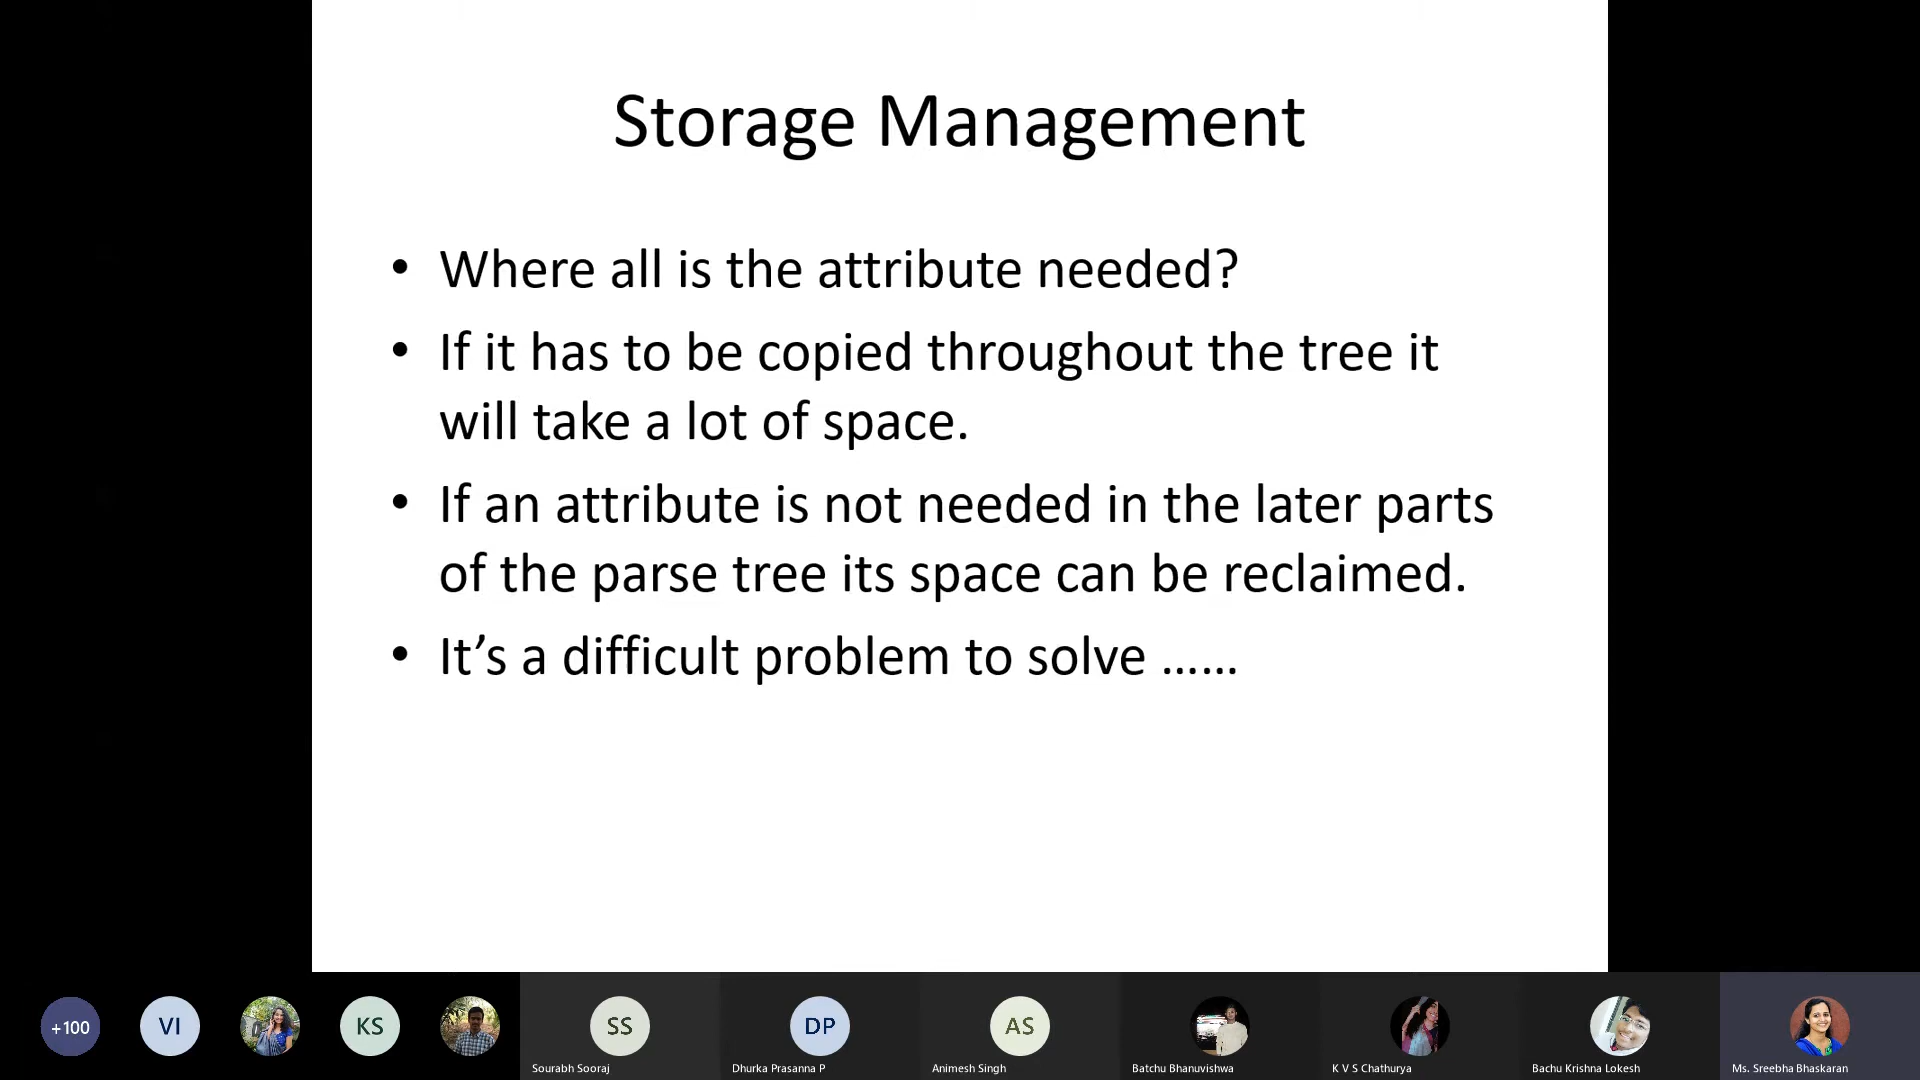 Storage Management
• Where all is the attribute needed?
• If it has to be copied throughout the tree it
will take a lot of space.
• If an attribute is not needed in the later parts
of the parse tree its space can be reclaimed.
• It’s a difficult problem to solve ……
+100
VI
KS
SS
DP
AS
Sourabh Sooraj
Dhurka Prasanna P
Animesh Singh
Batchu Bhanuvishwa
K V S Chathurya
Bachu Krishna Lokesh
Ms. Sreebha Bhaskaran